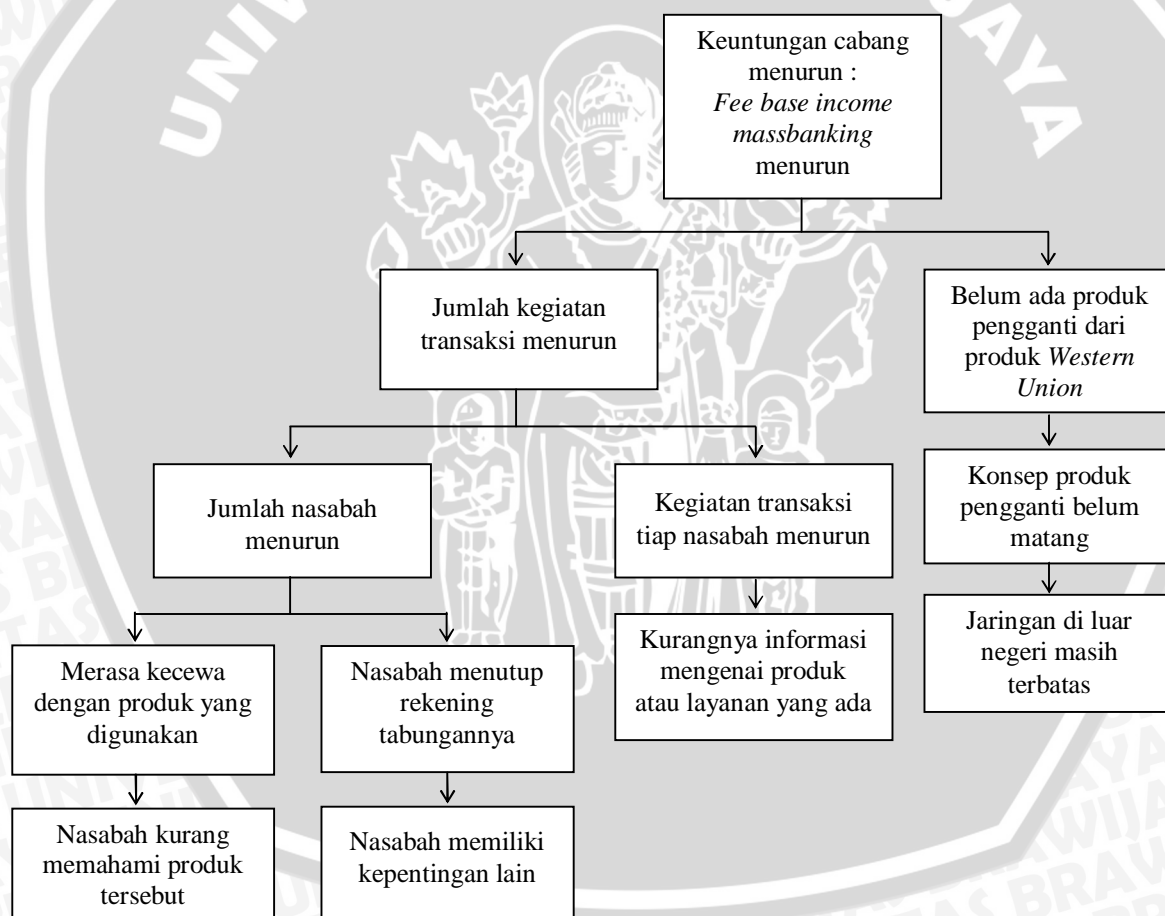 UNIV
JAYA
Keuntungan cabang
menurun :
Fee base income
massbanking
menurun
Jumlah kegiatan
transaksi menurun
Belum ada produk
pengganti dari
produk Western
Union
Jumlah nasabah
menurun
Kegiatan transaksi
tiap nasabah menurun
Konsep produk
pengganti belum
matang
Merasa kecewa
dengan produk yang
digunakan
Nasabah menutup
rekening
tabungannya
Kurangnya informasi
mengenai produk
atau layanan yang ada
Jaringan di luar
negeri masih
terbatas
Nasabah kurang
memahami produk
tersebut
Nasabah memiliki
kepentingan lain